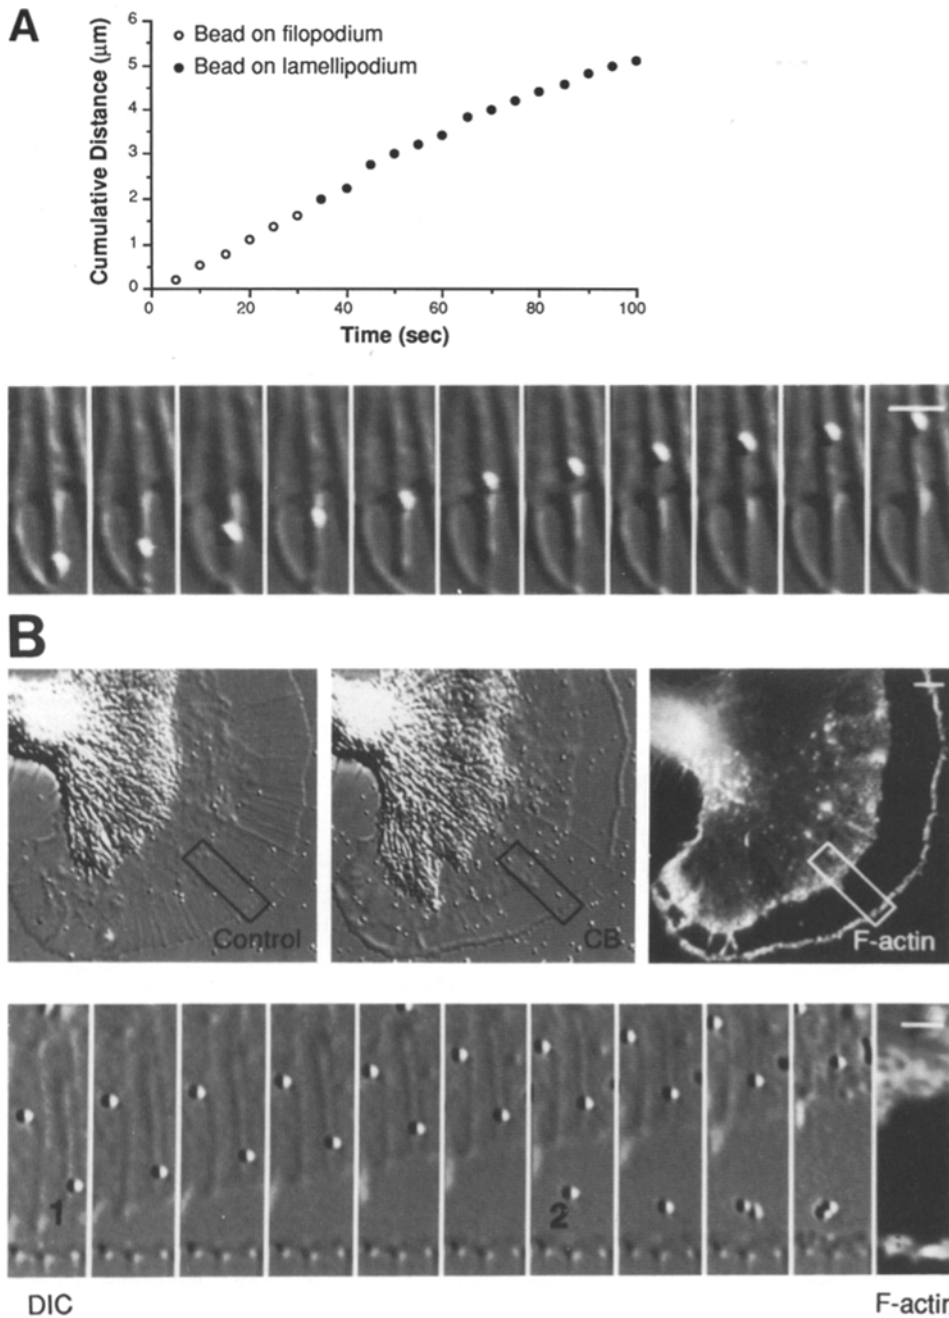 A
Cumulative Distance (µm)
6
5
4
3
2
1
0
Bead on filopodium
Bead on lamellipodium
0 20 40 60 80 100
Time (sec)
B
Control
CB
F-actin
1
2
DIC
F-actin